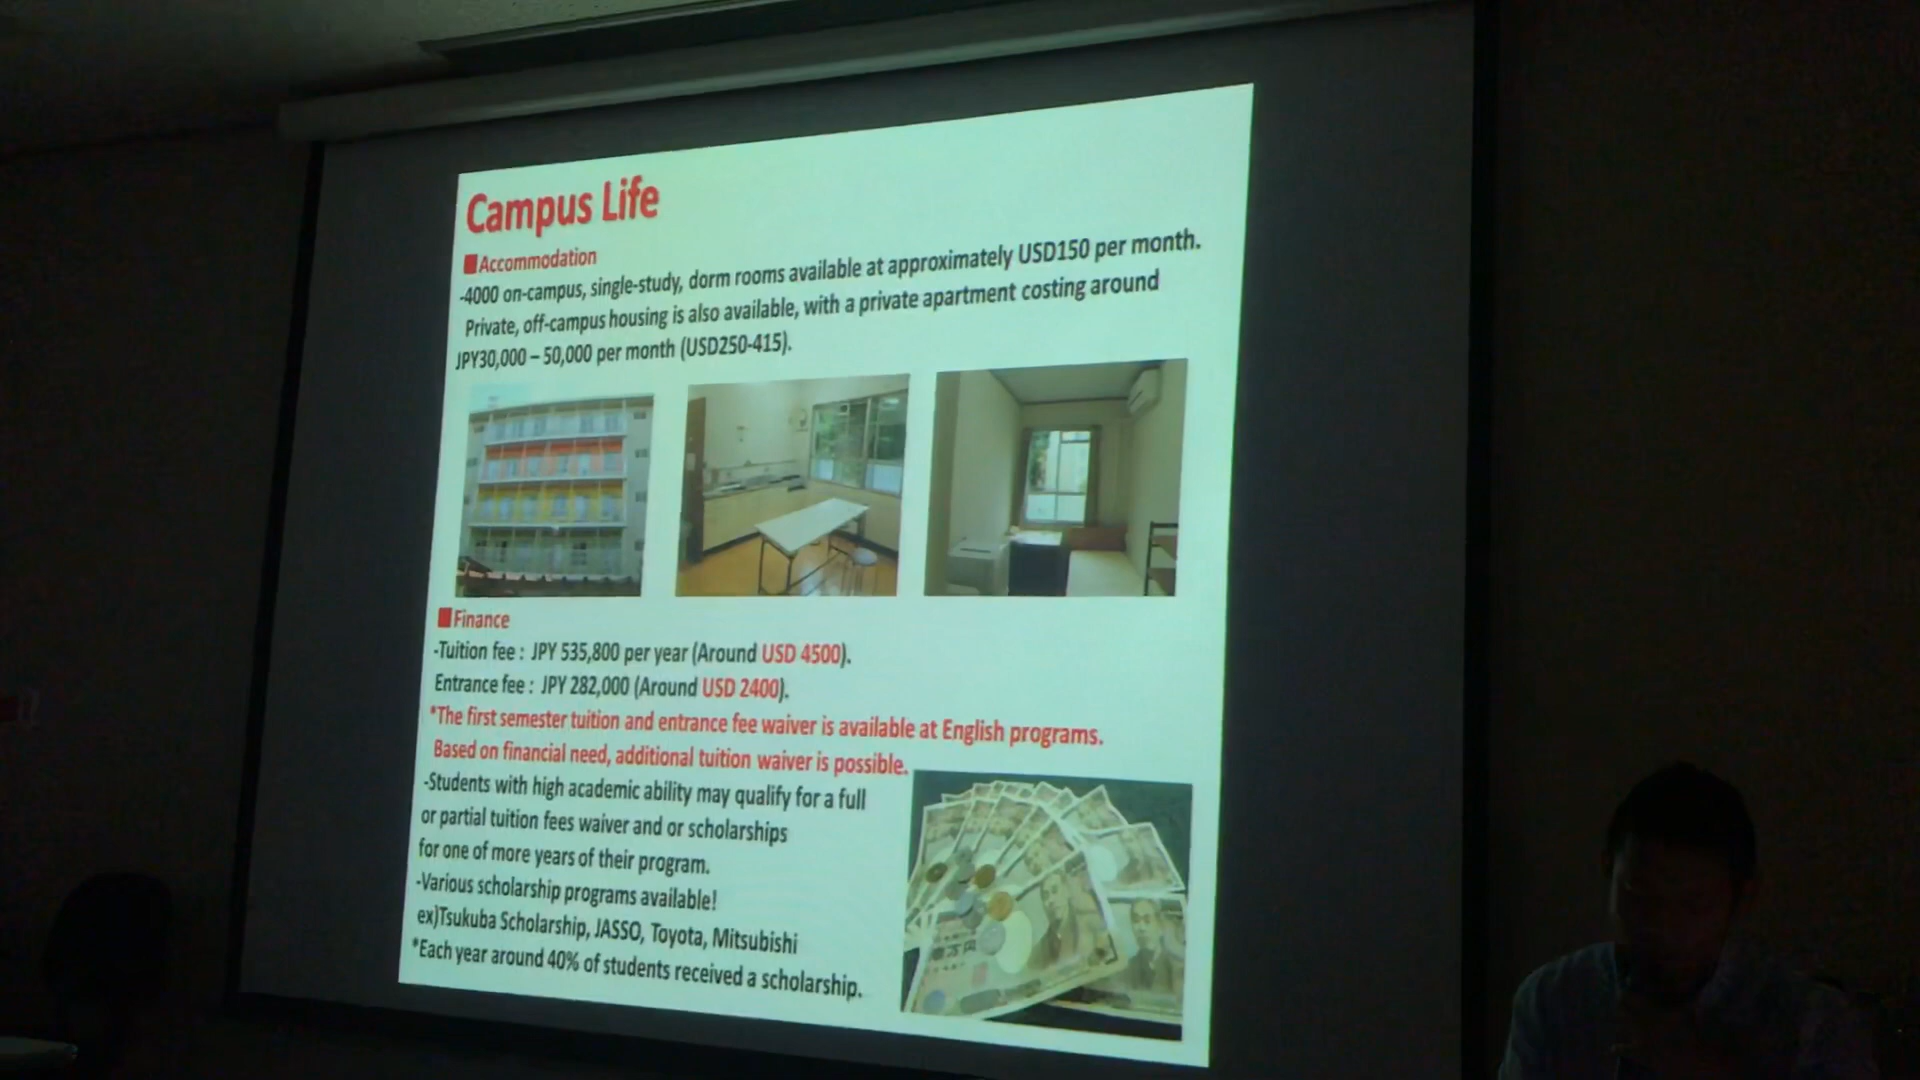 Campus Life
■Accommodation
-4000 on-campus, single-study, dorm rooms available at approximately USD150 per month.
Private, off-campus housing is also available, with a private apartment costing around
JPY30,000 – 50,000 per month (USD250-415).
■Finance
-Tuition fee : JPY 535,800 per year (Around USD 4500).
Entrance fee : JPY 282,000 (Around USD 2400).
*The first semester tuition and entrance fee waiver is available at English programs.
Based on financial need, additional tuition waiver is possible.
-Students with high academic ability may qualify for a full
or partial tuition fees waiver and or scholarships
for one of more years of their program.
-Various scholarship programs available!
ex)Tsukuba Scholarship, JASSO, Toyota, Mitsubishi
*Each year around 40% of students received a scholarship.